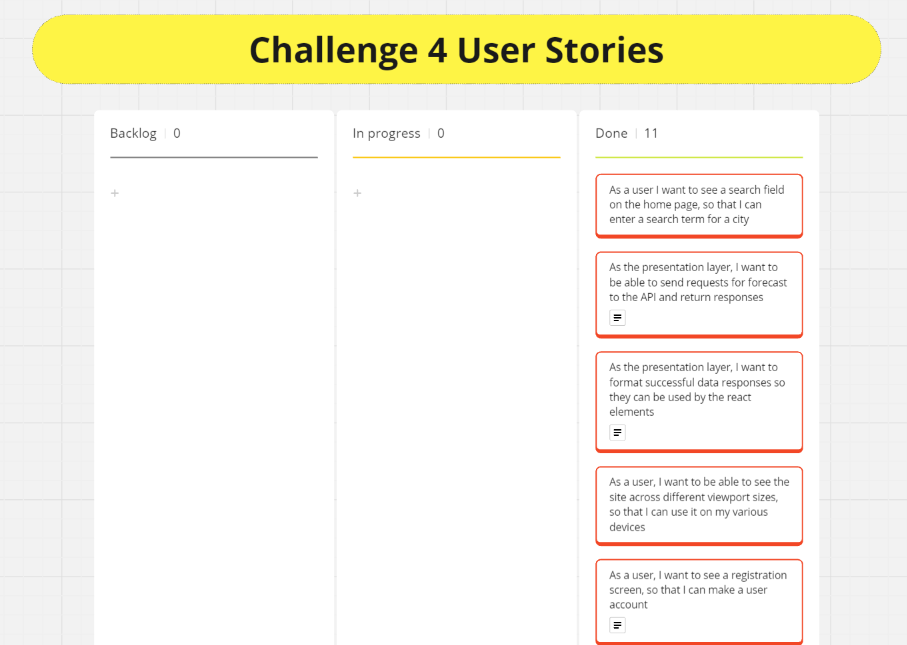 Challenge 4 User Stories
Backlog | 0
In progress | 0
Done | 11
As a user I want to see a search field
on the home page, so that I can
enter a search term for a city
As the presentation layer, I want to
be able to send requests for forecast
to the API and return responses
As the presentation layer, I want to
format successful data responses so
they can be used by the react
elements
As a user, I want to be able to see the
site across different viewport sizes,
so that I can use it on my various
devices
As a user, I want to see a registration
screen, so that I can make a user
account